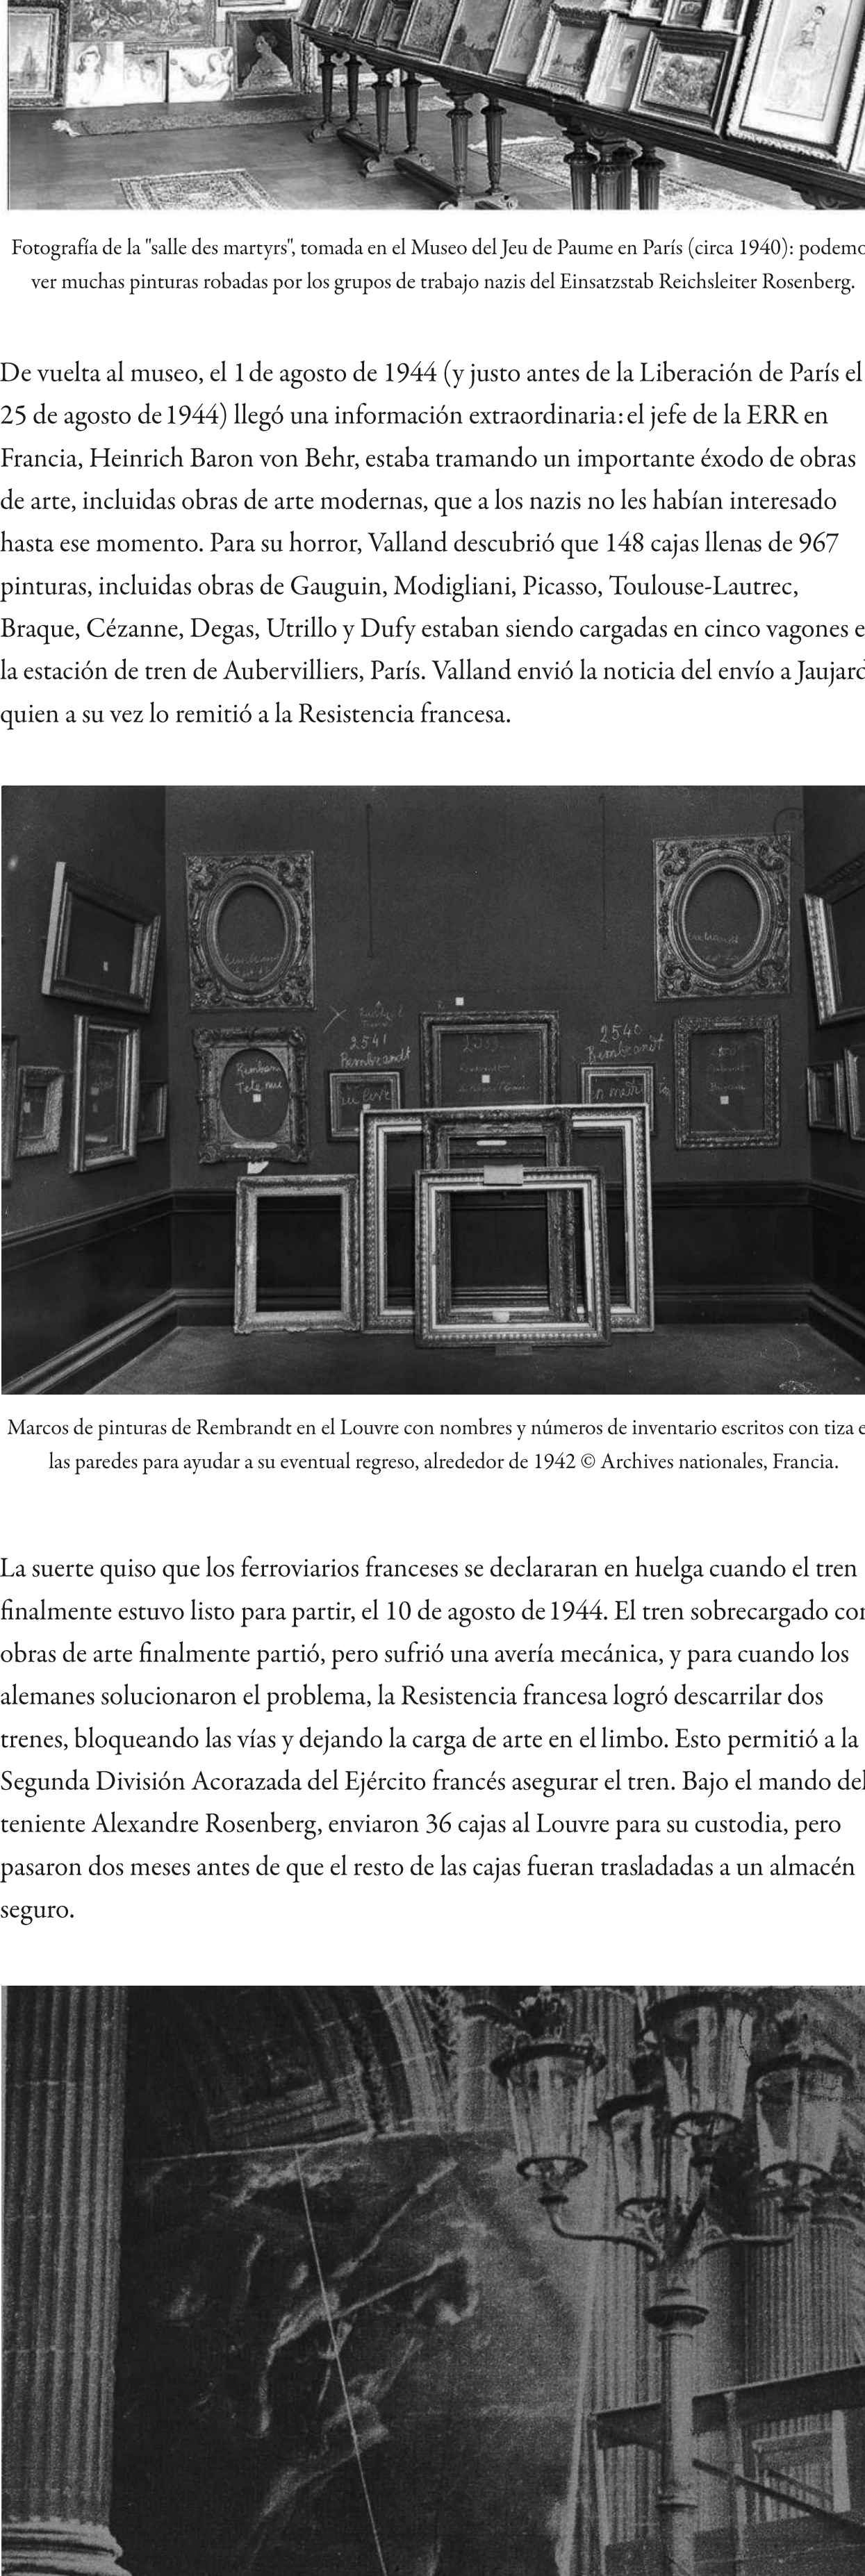 Fotografía de la "salle des martyrs", tomada en el Museo del Jeu de Paume en París (circa 1940): podemo
ver muchas pinturas robadas por los grupos de trabajo nazis del Einsatzstab Reichsleiter Rosenberg.
De vuelta al museo, el 1 de agosto de 1944 (y justo antes de la Liberación de París el
25 de agosto de 1944) llegó una información extraordinaria: el jefe de la ERR en
Francia, Heinrich Baron von Behr, estaba tramando un importante éxodo de obras
de arte, incluidas obras de arte modernas, que a los nazis no les habían interesado
hasta ese momento. Para su horror, Valland descubrió que 148 cajas llenas de 967
pinturas, incluidas obras de Gauguin, Modigliani, Picasso, Toulouse-Lautrec,
Braque, Cézanne, Degas, Utrillo y Dufy estaban siendo cargadas en cinco vagones e
la estación de tren de Aubervilliers, París. Valland envió la noticia del envío a Jaujard
quien a su vez lo remitió a la Resistencia francesa.
2541
Rembrandt
2540
Rembrandt
Marcos de pinturas de Rembrandt en el Louvre con nombres y números de inventario escritos con tiza e
las paredes para ayudar a su eventual regreso, alrededor de 1942 © Archives nationales, Francia.
La suerte quiso que los ferroviarios franceses se declararan en huelga cuando el tren
finalmente estuvo listo para partir, el 10 de agosto de 1944. El tren sobrecargado con
obras de arte finalmente partió, pero sufrió una avería mecánica, y para cuando los
alemanes solucionaron el problema, la Resistencia francesa logró descarrilar dos
trenes, bloqueando las vías y dejando la carga de arte en el limbo. Esto permitió a la
Segunda División Acorazada del Ejército francés asegurar el tren. Bajo el mando del
teniente Alexandre Rosenberg, enviaron 36 cajas al Louvre para su custodia, pero
pasaron dos meses antes de que el resto de las cajas fueran trasladadas a un almacén
seguro.